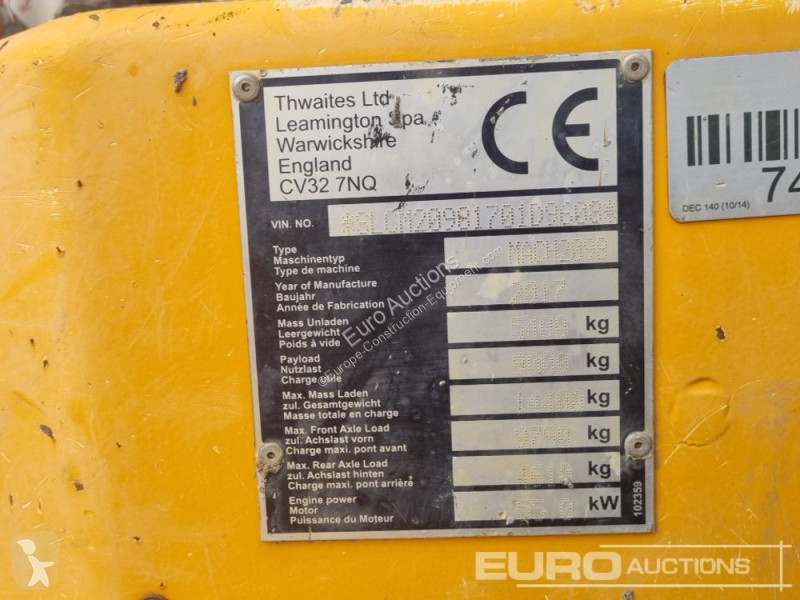 Thwaites Ltd
Leamington Spa
Warwickshire
England
CV32 7NQ
CE
VIN. NO.
Type
Maschinentyp
Type de machine
MACH2098
Year of Manufacture
Baujahr
Année de Fabrication
2017
Mass Unladen
Leergewicht
Poids à vide
kg
Payload
Nutzlast
Charge utile
kg
Max. Mass Laden
zul. Gesamtgewicht
Masse totale en charge
kg
Max. Front Axle Load
zul. Achslast vorn
Charge maxi. pont avant
kg
Max. Rear Axle Load
zul. Achslast hinten
Charge maxi. pont arrière
kg
Engine power
Motor
Puissance du Moteur
kW
102359
74
DEC 140 (10/14)
Euro Auctions
©Europe-Construction-Equipment.com
EURO AUCTIONS